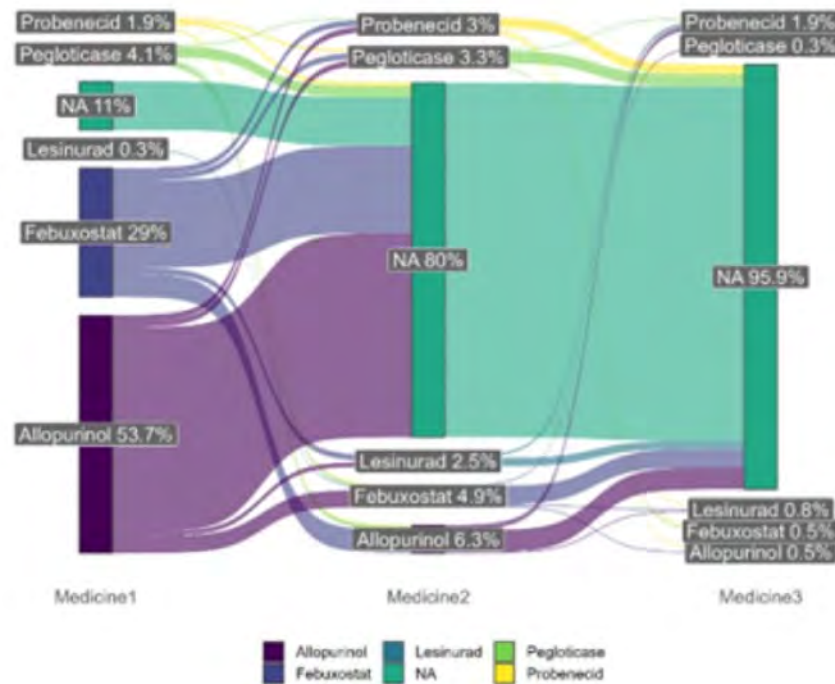 Probenecid 1.9%
Pegloticase 4.1%
NA 11%
Lesinurad 0.3%
Febuxostat 29%
Allopurinol 53.7%
Probenecid 3%
Pegloticase 3.3%
NA 80%
Lesinurad 2.5%
Febuxostat 4.9%
Allopurinol 6.3%
Probenecid 1.9%
Pegloticase 0.3%
NA 95.9%
Lesinurad 0.8%
Febuxostat 0.5%
Allopurinol 0.5%
Medicine1 Medicine2 Medicine3
Allopurinol Lesinurad Pegloticase
Febuxostat NA Probenecid